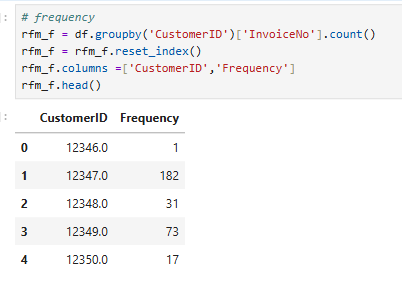 ]:
# frequency
rfm_f = df.groupby('CustomerID')['InvoiceNo'].count()
rfm_f = rfm_f.reset_index()
rfm_f.columns =['CustomerID','Frequency']
rfm_f.head()
]:
CustomerID Frequency
0 12346.0 1
1 12347.0 182
2 12348.0 31
3 12349.0 73
4 12350.0 17